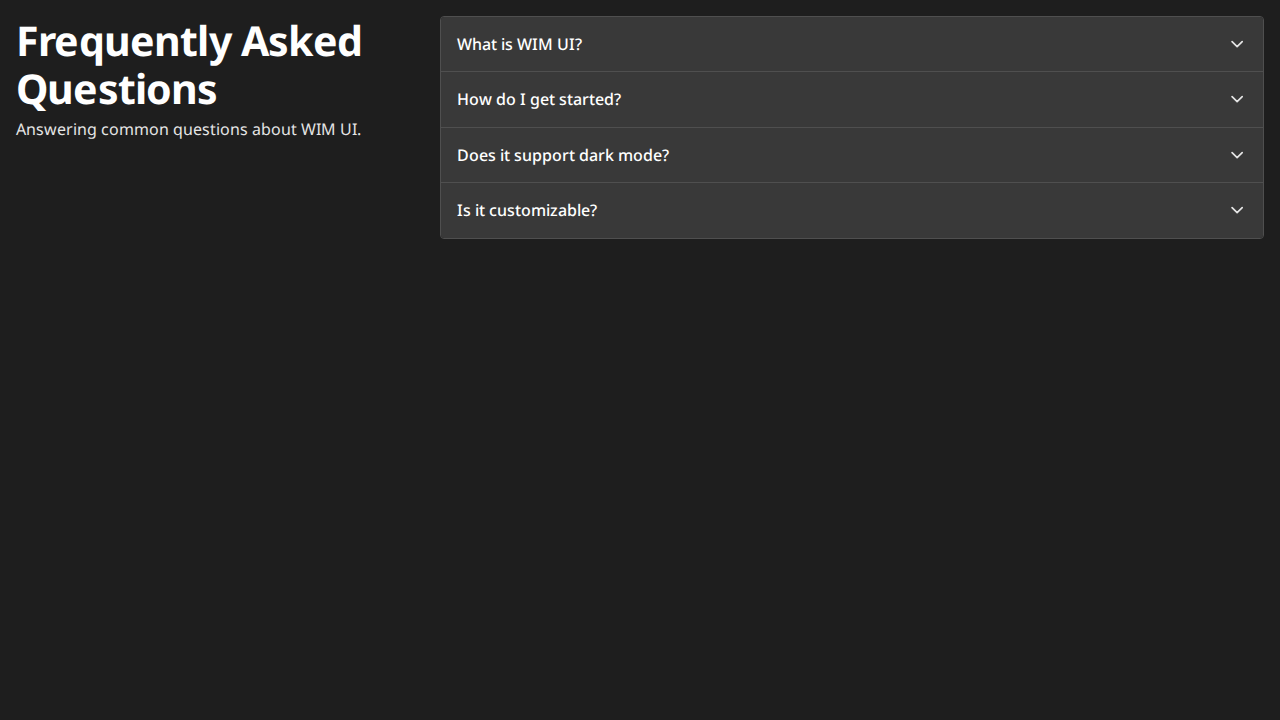 Frequently Asked
Questions
Answering common questions about WIM UI.
What is WIM UI?
How do I get started?
Does it support dark mode?
Is it customizable?